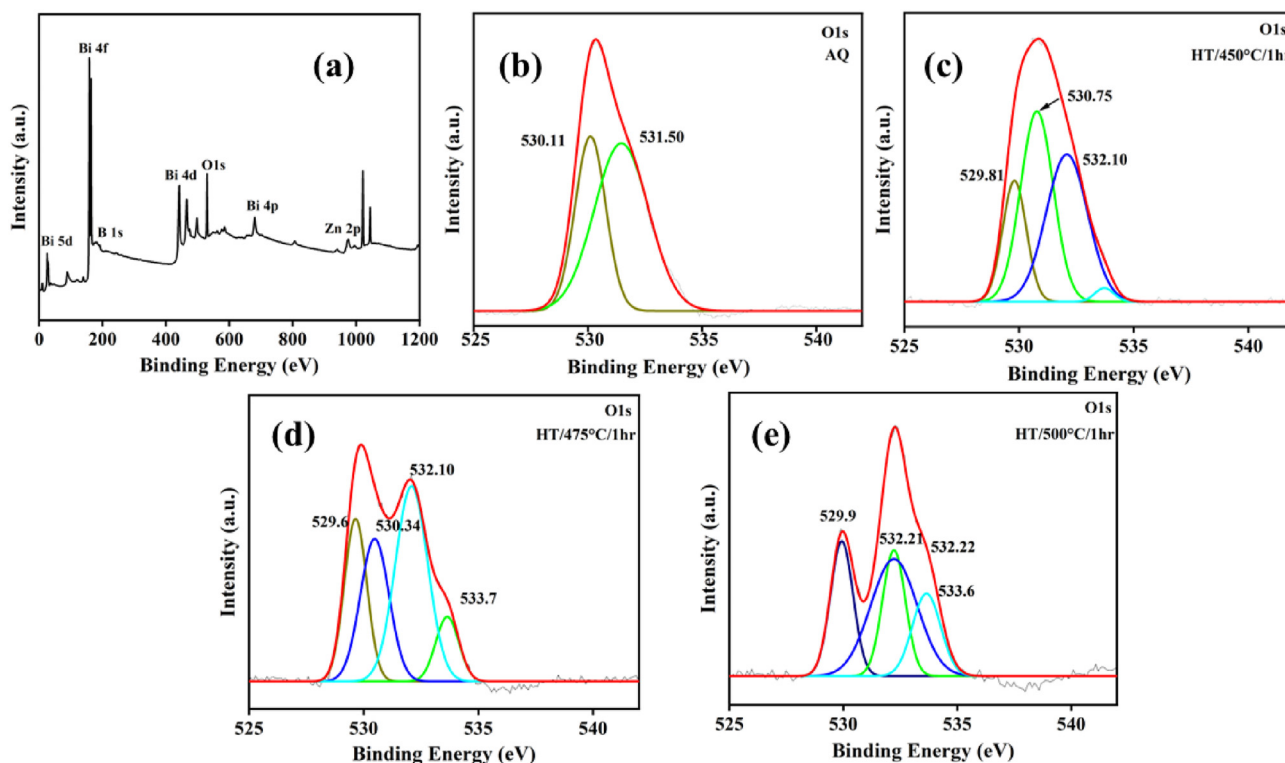 (a)
Bi 4f
Bi 4d
O1s
Bi 4p
Zn 2p
B 1s
Bi 5d
Intensity (a.u.)
0 200 400 600 800 1000 1200
Binding Energy (eV)
(b)
O1s
AQ
530.11
531.50
Intensity (a.u.)
525 530 535 540
Binding Energy (eV)
(c)
O1s
HT/450°C/1hr
530.75
532.10
529.81
Intensity (a.u.)
525 530 535 540
Binding Energy (eV)
(d)
O1s
HT/475°C/1hr
532.10
529.6
530.34
533.7
Intensity (a.u.)
525 530 535 540
Binding Energy (eV)
(e)
O1s
HT/500°C/1hr
529.9
532.21
532.22
533.6
Intensity (a.u.)
525 530 535 540
Binding Energy (eV)